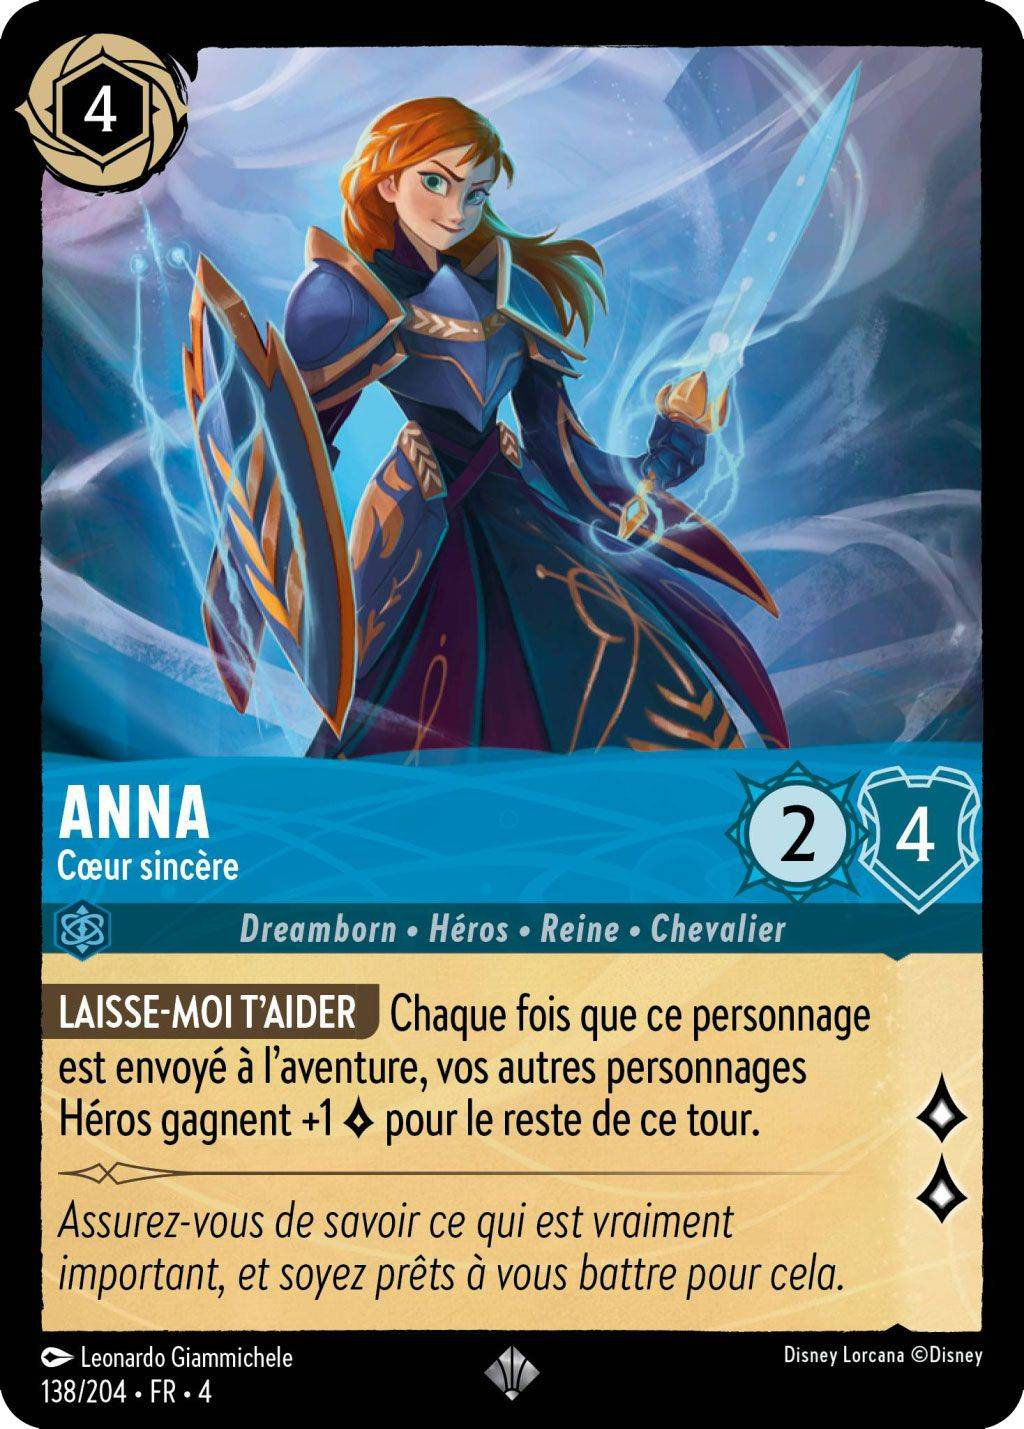 4
ANNA
Cœur sincère
2
4
Dreamborn • Héros • Reine • Chevalier
LAISSE-MOI T'AIDER Chaque fois que ce personnage
est envoyé à l'aventure, vos autres personnages
Héros gagnent +1 pour le reste de ce tour.
Assurez-vous de savoir ce qui est vraiment
important, et soyez prêts à vous battre pour cela.
Leonardo Giammichele
Disney Lorcana ©Disney
138/204 • FR • 4